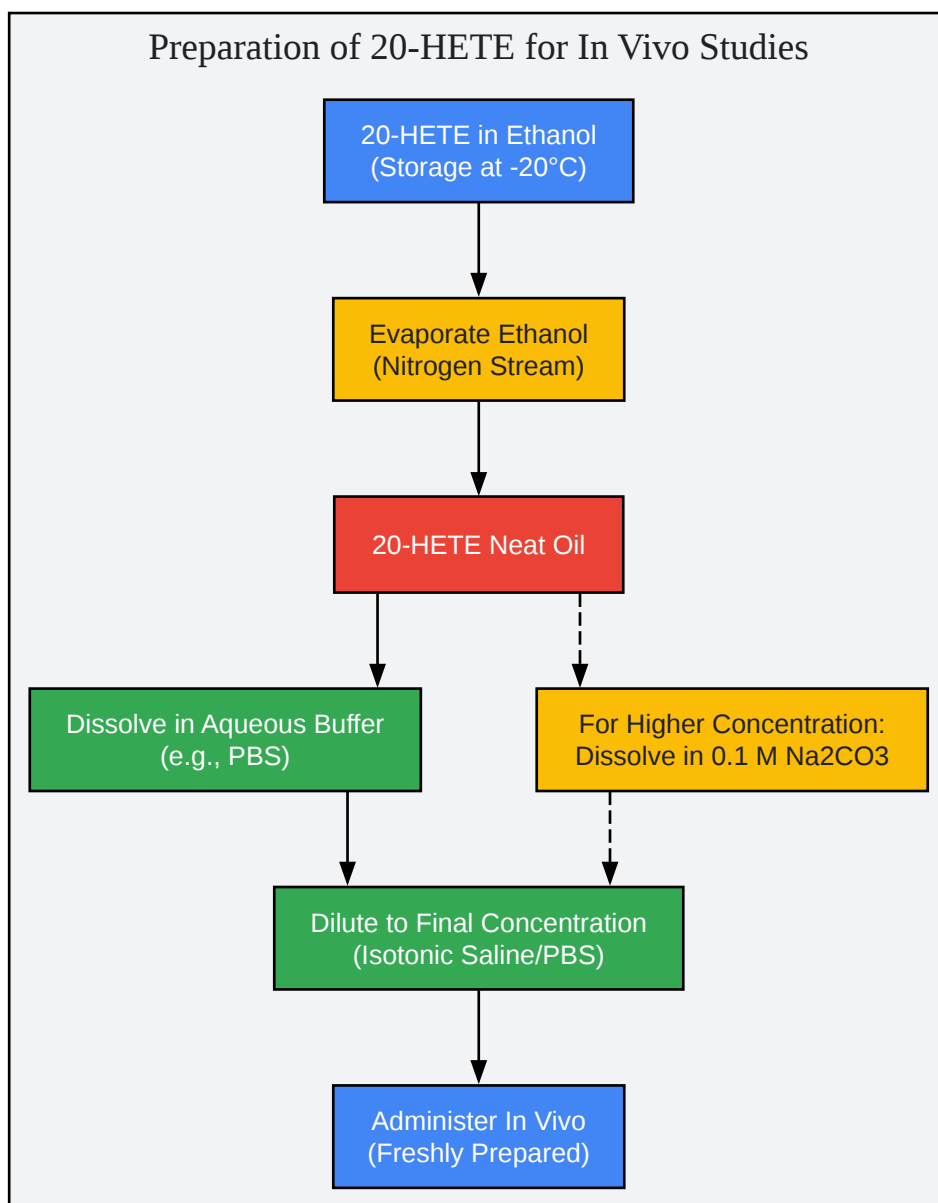 Preparation of 20-HETE for In Vivo Studies
20-HETE in Ethanol
(Storage at -20°C)
Evaporate Ethanol
(Nitrogen Stream)
20-HETE Neat Oil
Dissolve in Aqueous Buffer
(e.g., PBS)
For Higher Concentration:
Dissolve in 0.1 M Na2CO3
Dilute to Final Concentration
(Isotonic Saline/PBS)
Administer In Vivo
(Freshly Prepared)